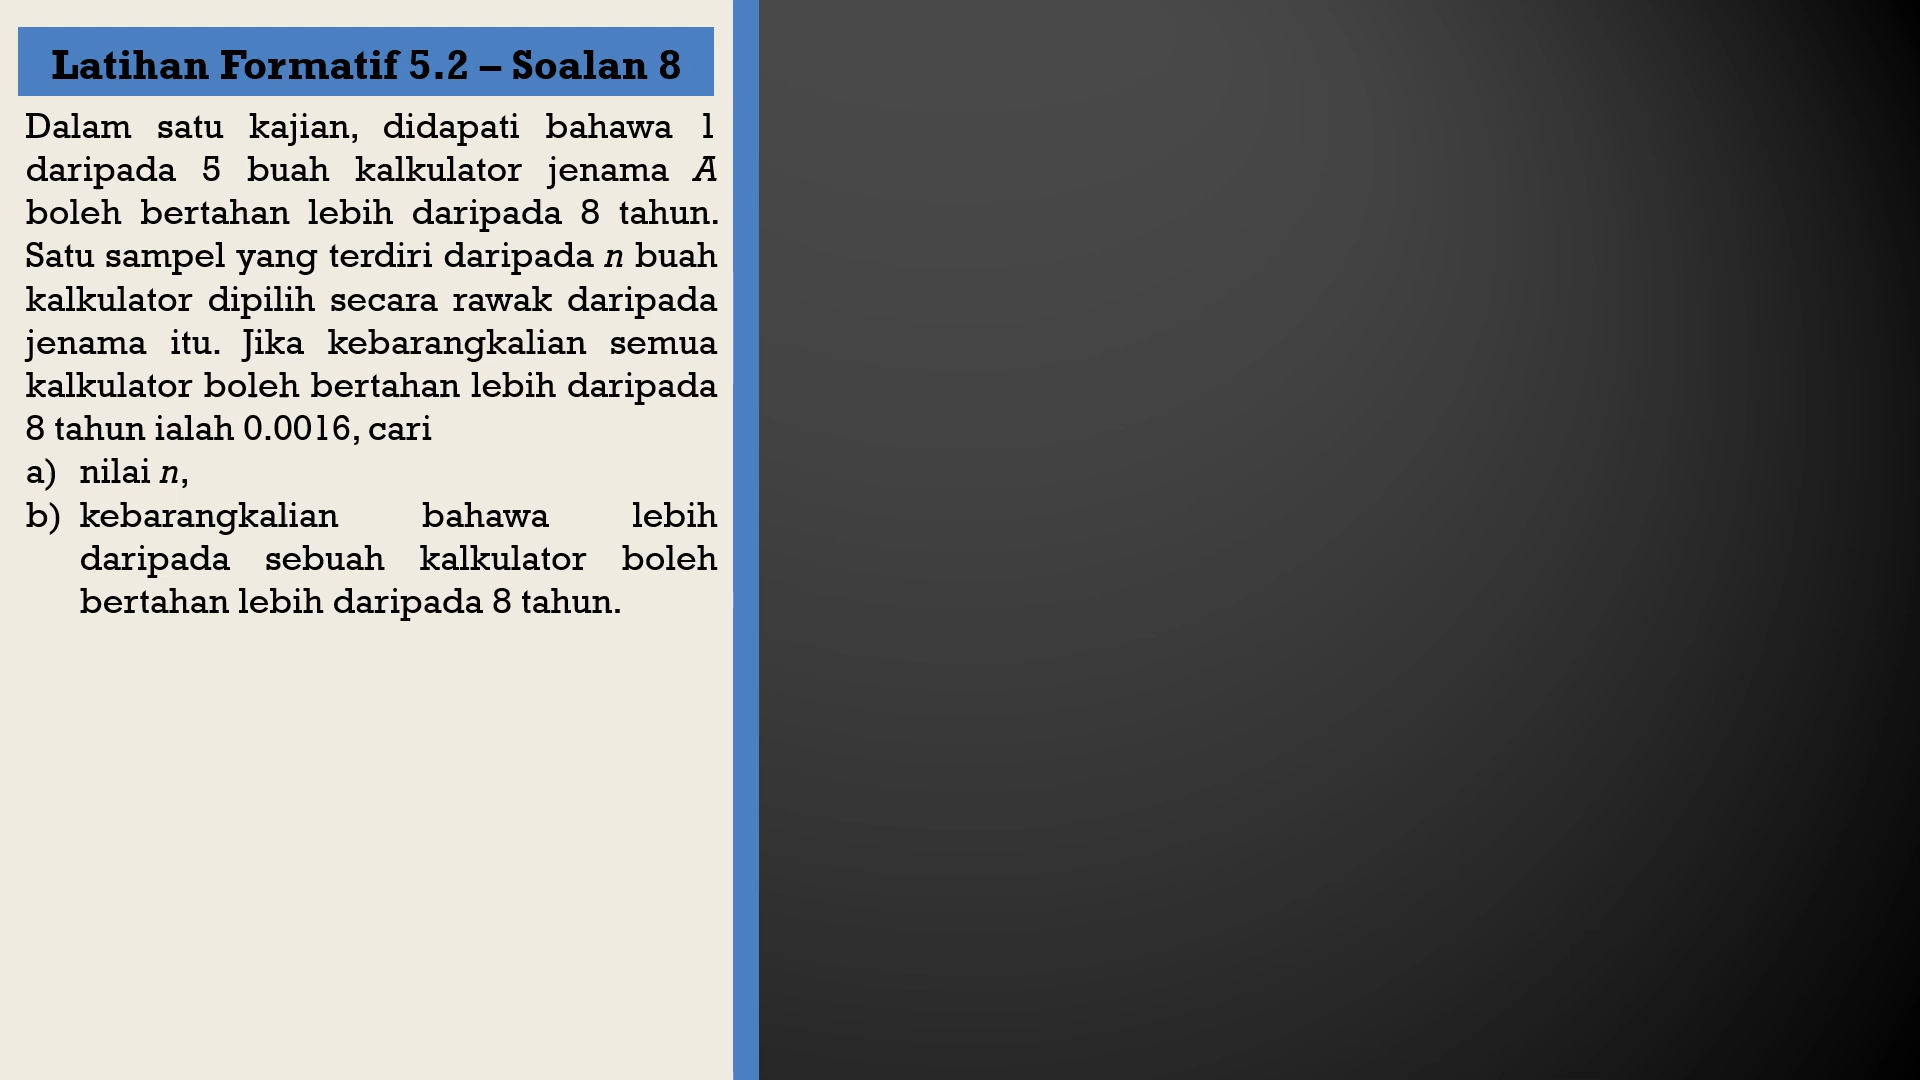 Latihan Formatif 5.2 – Soalan 8
Dalam satu kajian, didapati bahawa 1
daripada 5 buah kalkulator jenama A
boleh bertahan lebih daripada 8 tahun.
Satu sampel yang terdiri daripada n buah
kalkulator dipilih secara rawak daripada
jenama itu. Jika kebarangkalian semua
kalkulator boleh bertahan lebih daripada
8 tahun ialah 0.0016, cari
a) nilai n,
b) kebarangkalian bahawa lebih
daripada sebuah kalkulator boleh
bertahan lebih daripada 8 tahun.